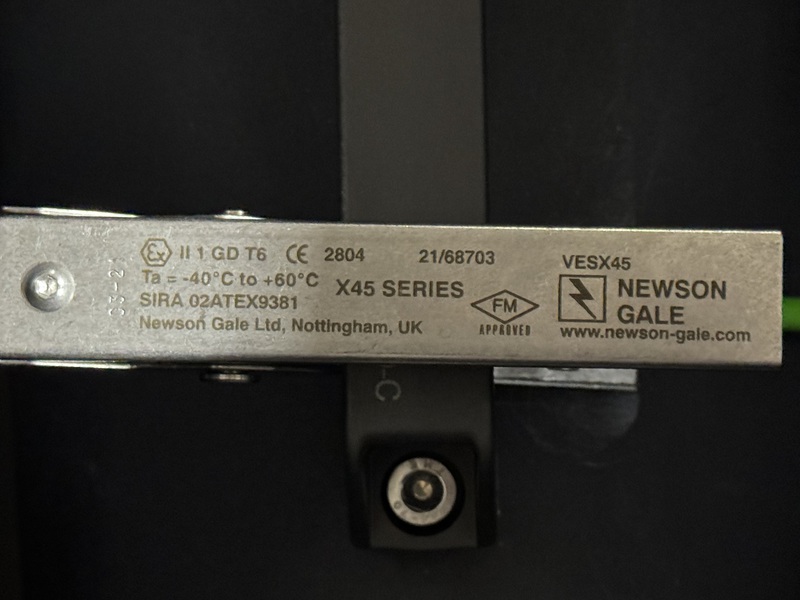 Ex II 1 GD T6 CE 2804 21/68703
Ta = -40°C to +60°C
SIRA 02ATEX9381
Newson Gale Ltd, Nottingham, UK
X45 SERIES
FM
APPROVED
VESX45
NEWSON
GALE
www.newson-gale.com
-C